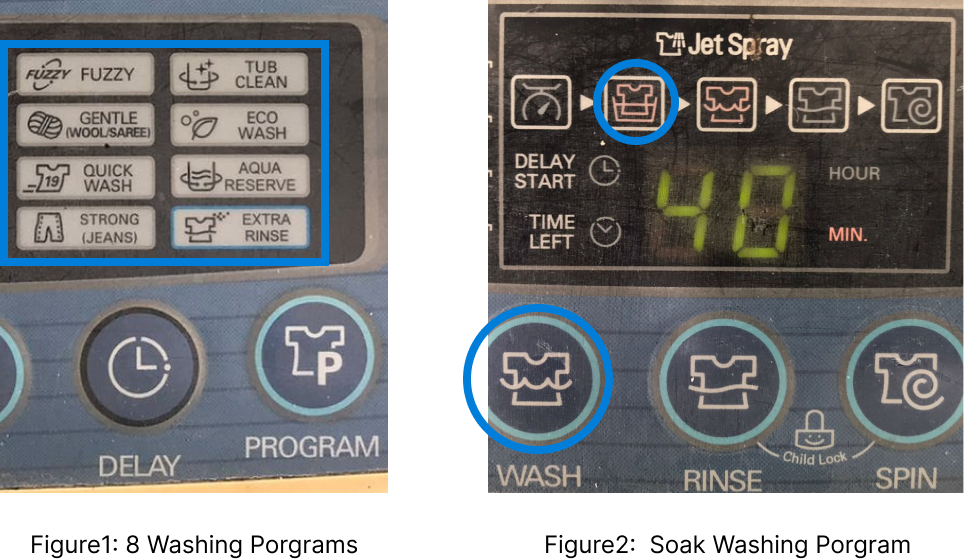 FUZZY FUZZY
TUB
CLEAN
GENTLE
(WOOL/SAREE)
ECO
WASH
19
QUICK
WASH
AQUA
RESERVE
STRONG
(JEANS)
EXTRA
RINSE
P
DELAY
PROGRAM
Figure1: 8 Washing Porgrams
Jet Spray
DELAY
START
40
HOUR
TIME
LEFT
MIN.
Child Lock
WASH
RINSE
SPIN
Figure2: Soak Washing Porgram